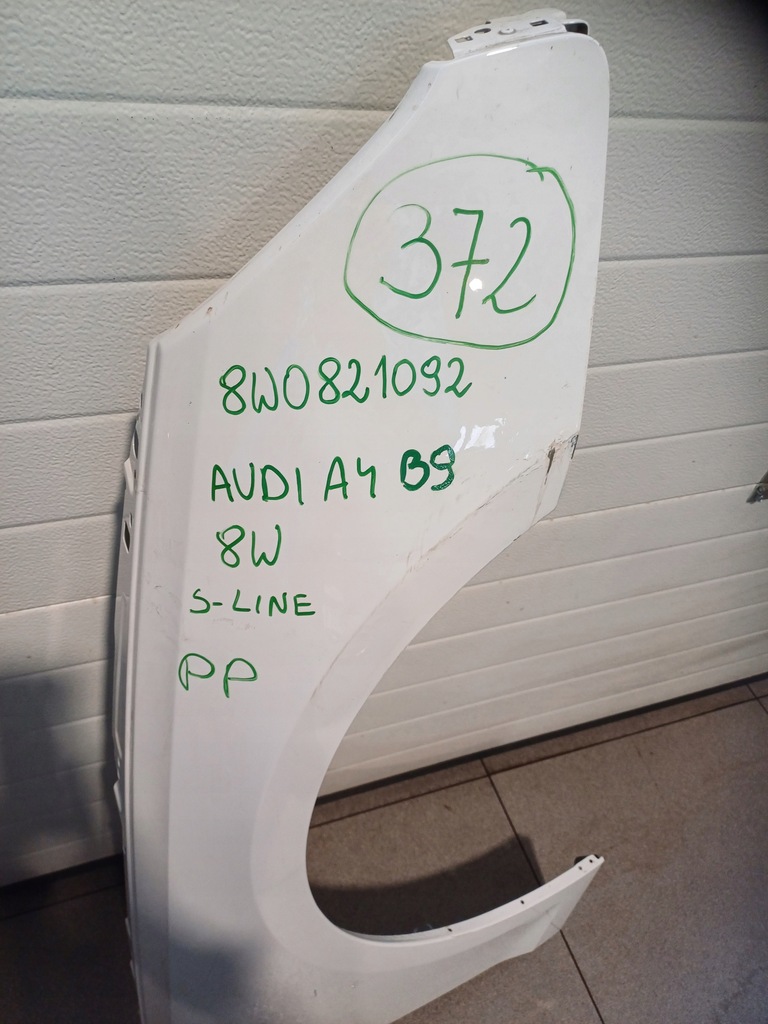 372
8W0821092
AUDI A4 B9
8W
S-LINE
PP